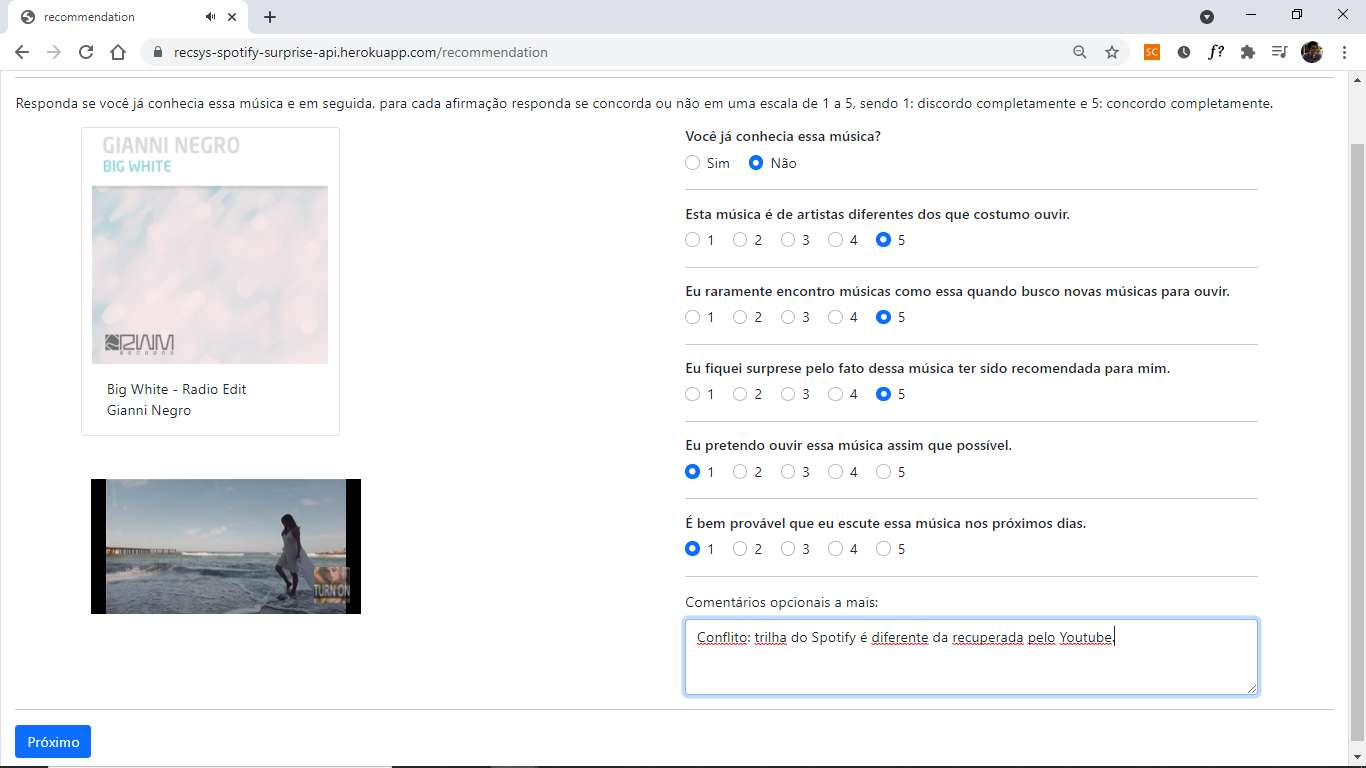 recommendation
recsys-spotify-surprise-api.herokuapp.com/recommendation
SC
f?
Responda se você já conhecia essa música e em seguida, para cada afirmação responda se concorda ou não em uma escala de 1 a 5, sendo 1: discordo completamente e 5: concordo completamente.
GIANNI NEGRO
BIG WHITE
RWM
RECORDS
Big White - Radio Edit
Gianni Negro
TURN ON
Você já conhecia essa música?
Sim Não
Esta música é de artistas diferentes dos que costumo ouvir.
1 2 3 4 5
Eu raramente encontro músicas como essa quando busco novas músicas para ouvir.
1 2 3 4 5
Eu fiquei surprese pelo fato dessa música ter sido recomendada para mim.
1 2 3 4 5
Eu pretendo ouvir essa música assim que possível.
1 2 3 4 5
É bem provável que eu escute essa música nos próximos dias.
1 2 3 4 5
Comentários opcionais a mais:
Conflito: trilha do Spotify é diferente da recuperada pelo Youtube.
Próximo